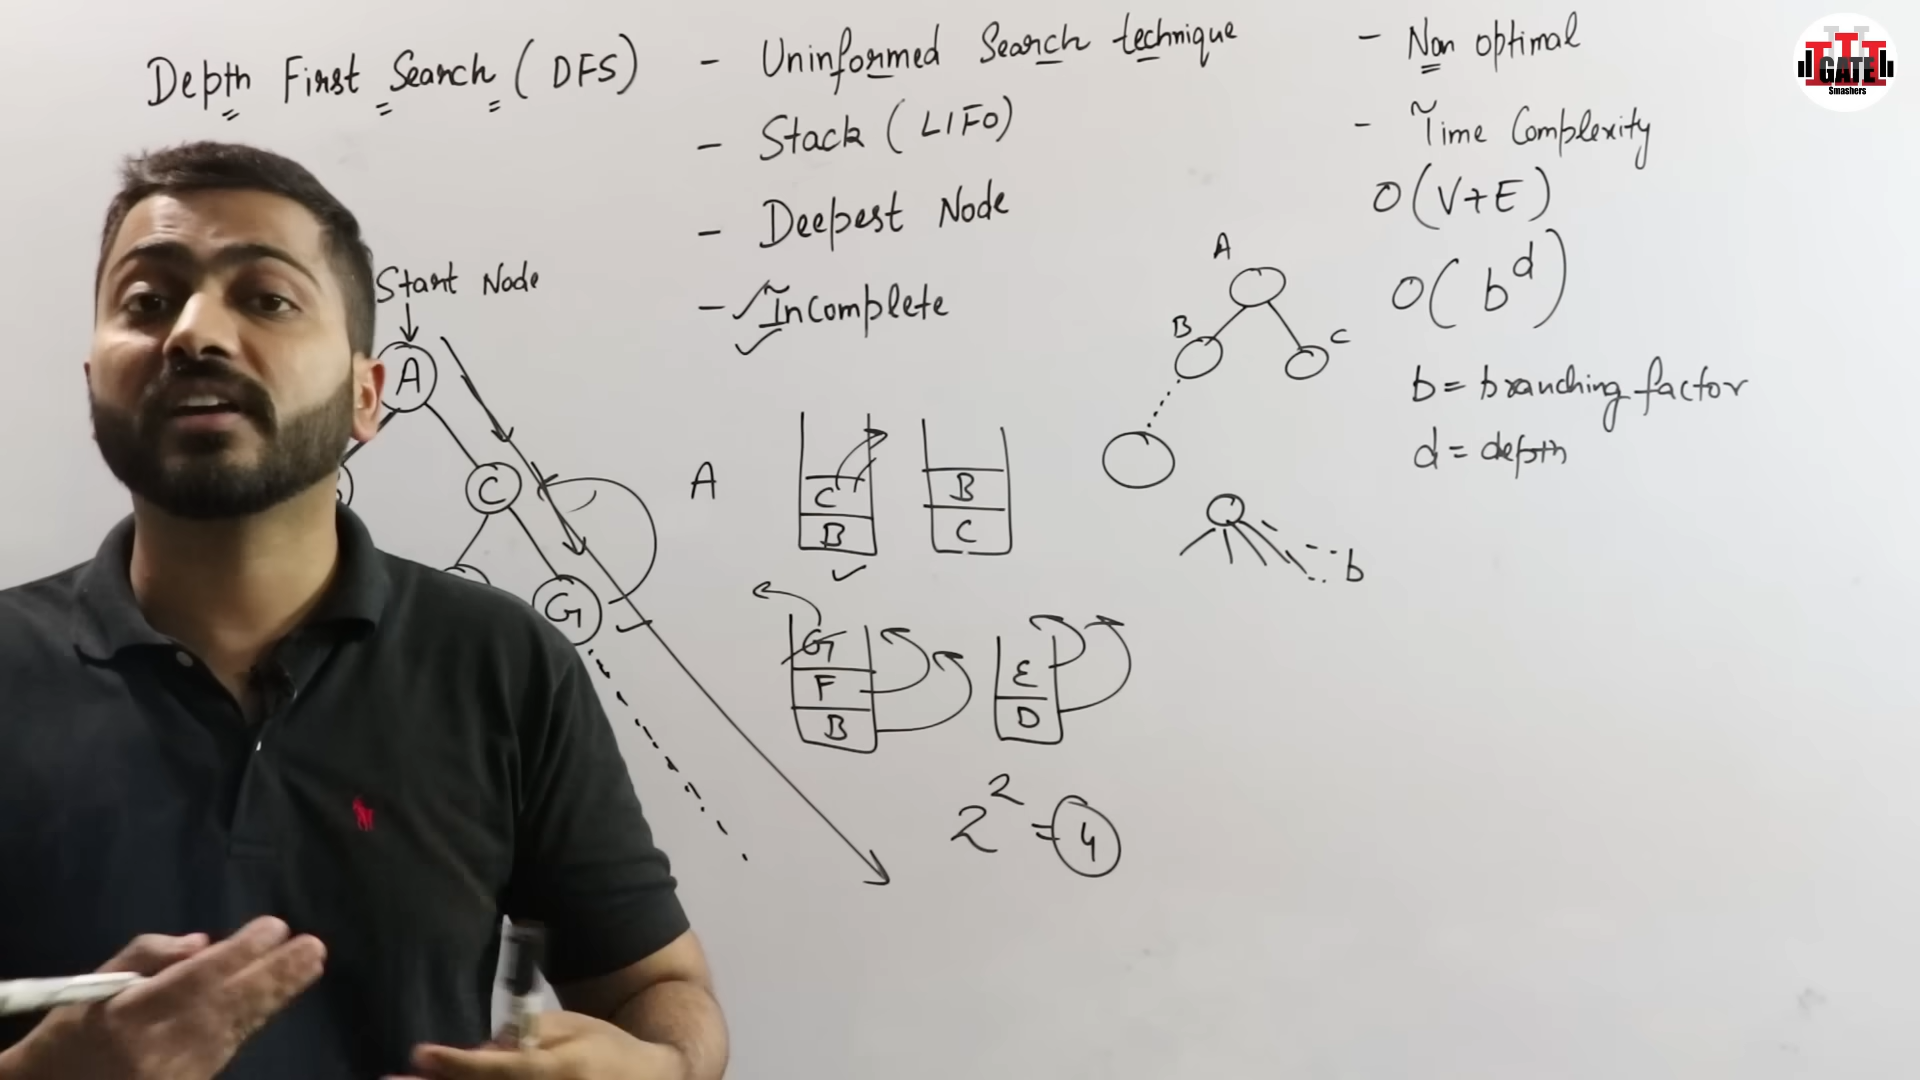 Depth First Search (DFS)
- Uninformed Search technique
- Stack (LIFO)
- Deepest Node
- Incomplete
- Non optimal
- Time Complexity
O(V+E)
O(b^d)
b = branching factor
d = depth
Start Node
A
C
G
A
C
B
B
C
G
F
B
E
D
2^2 = 4
A
B
C
b
GATE
Smashers